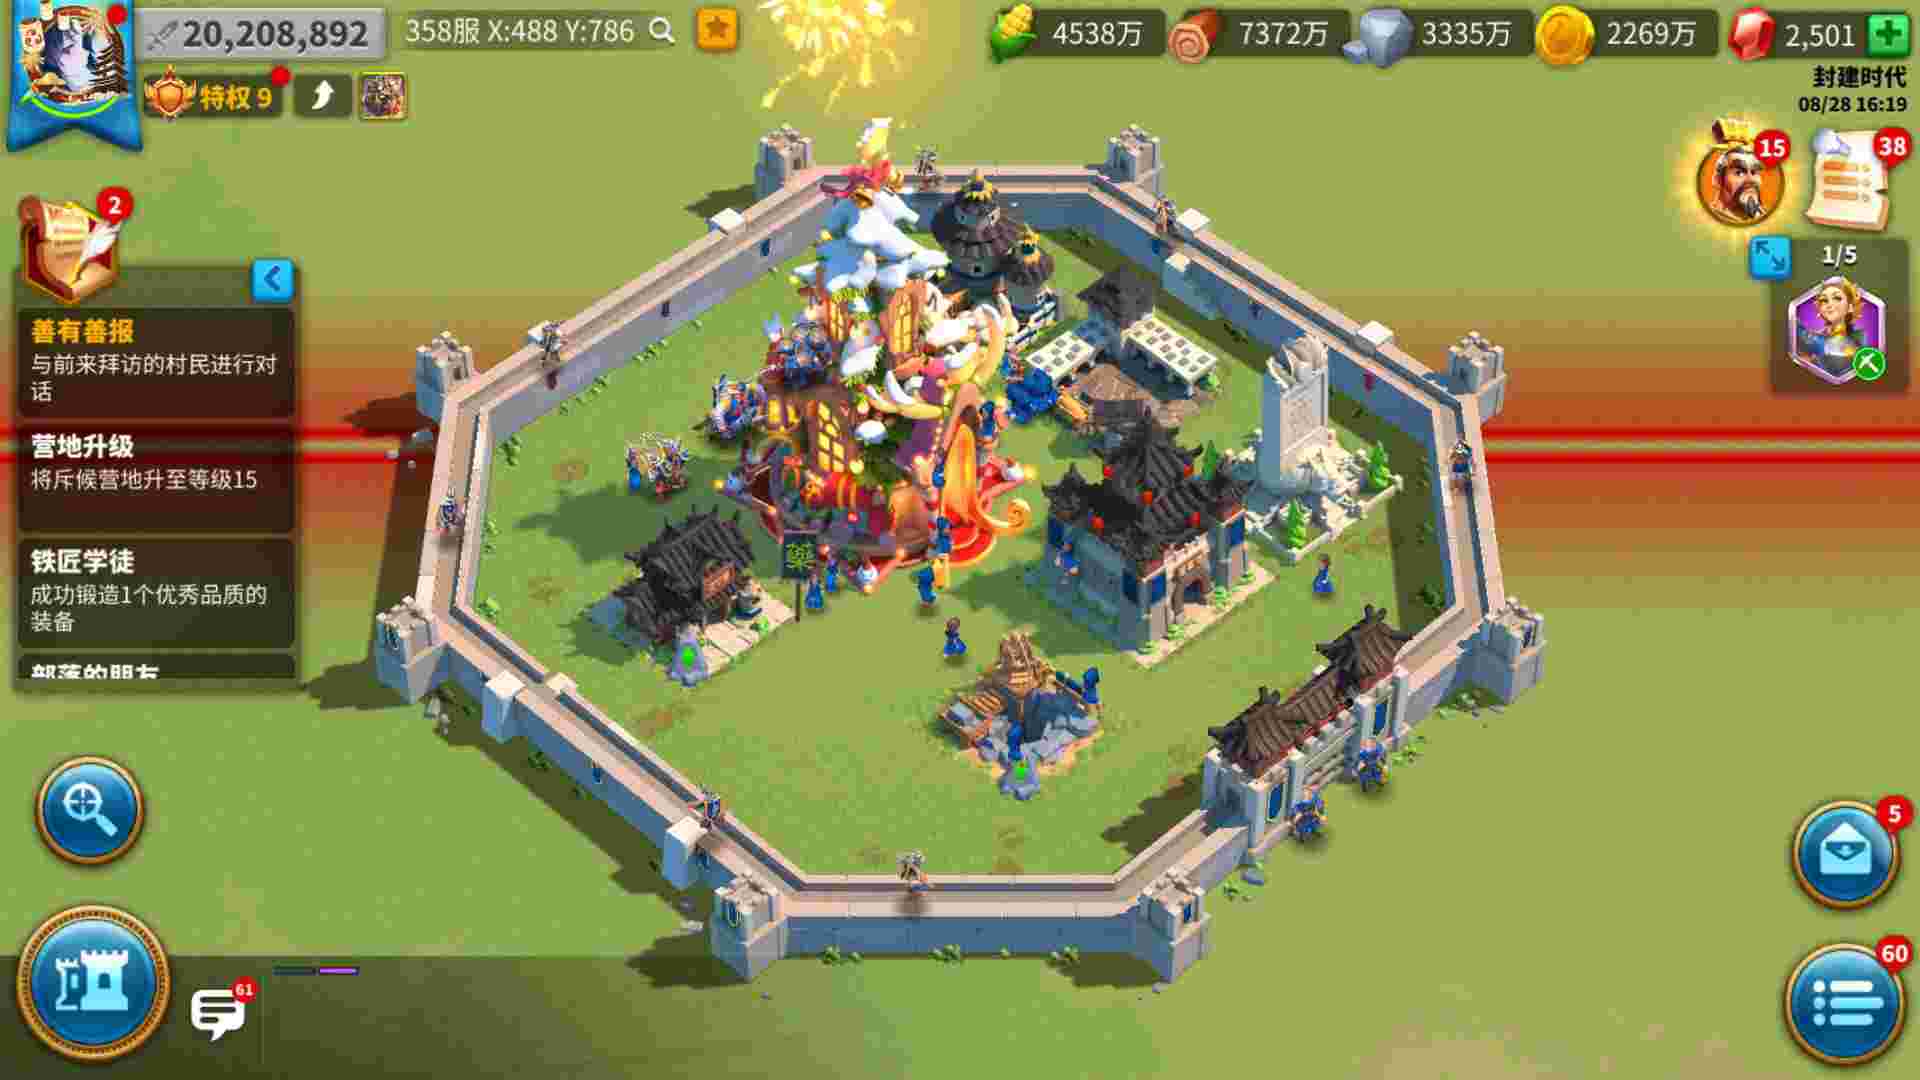 20,208,892
358服 X:488 Y:786
4538万
7372万
3335万
2269万
2,501
特权 9
封建时代
08/28 16:19
15
38
2
1/5
善有善报
与前来拜访的村民进行对
话
营地升级
将斥候营地升至等级15
铁匠学徒
成功锻造1个优秀品质的
装备
部落的朋友
5
60
61